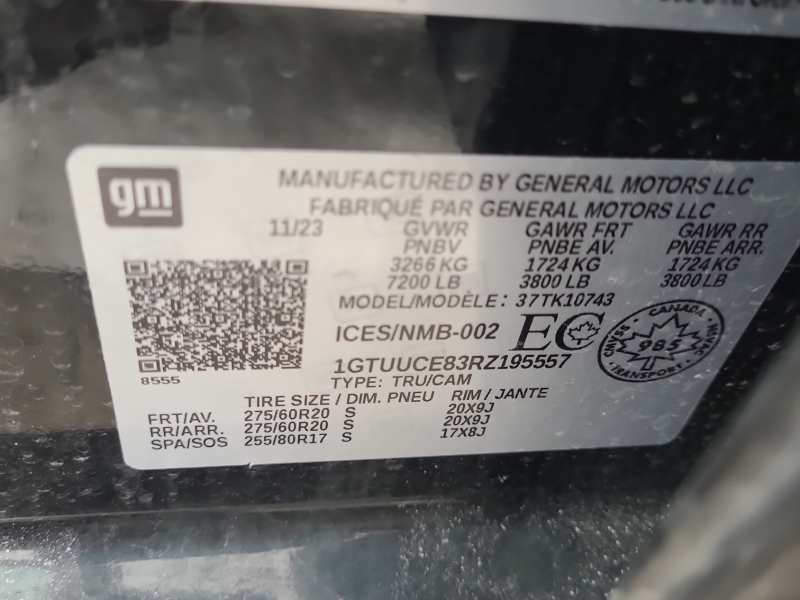 gm
MANUFACTURED BY GENERAL MOTORS LLC
FABRIQUÉ PAR GENERAL MOTORS LLC
11/23 GVWR GAWR FRT GAWR RR
PNBV PNBE AV. PNBE ARR.
3266 KG 1724 KG 1724 KG
7200 LB 3800 LB 3800 LB
MODEL/MODÈLE: 37TK10743
ICES/NMB-002 EC
CANADA
985
1GTUUCE83RZ195557
8555
TYPE: TRU/CAM
TIRE SIZE / DIM. PNEU RIM / JANTE
FRT/AV. 275/60R20 S 20X9J
RR/ARR. 275/60R20 S 20X9J
SPA/SOS 255/80R17 S 17X8J